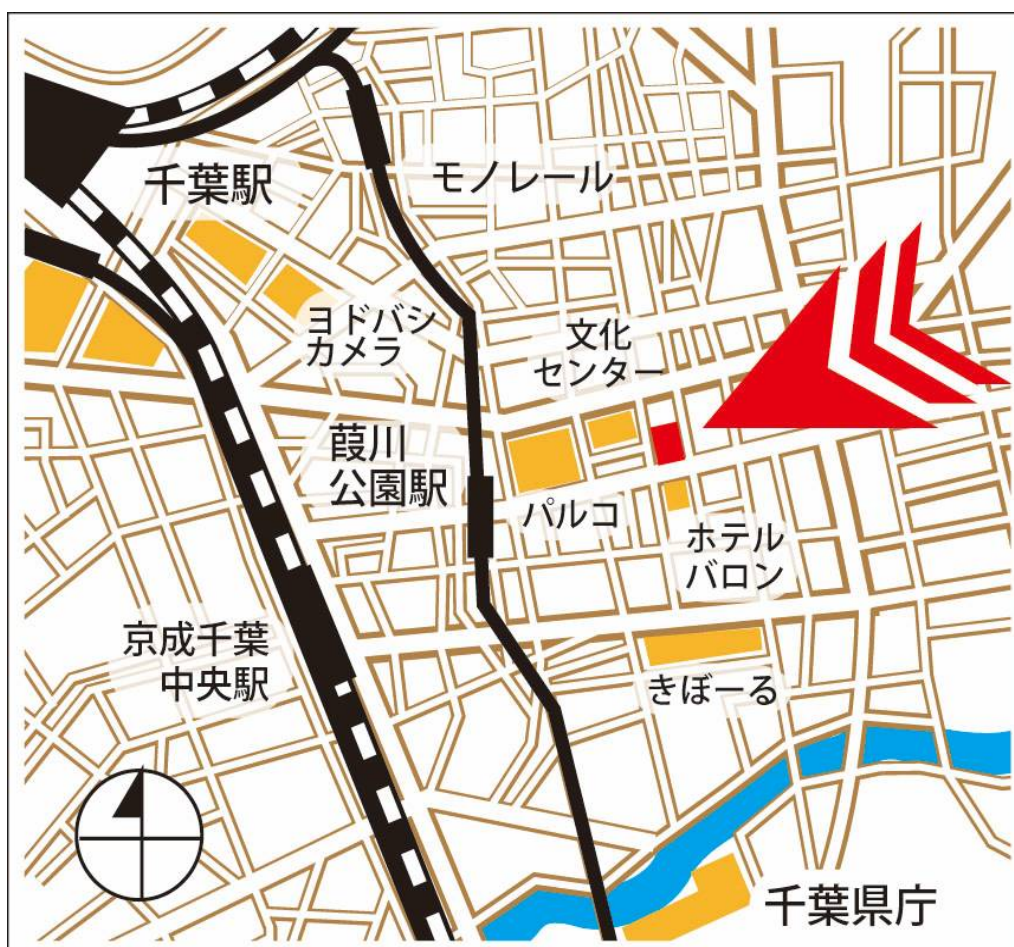 千葉駅
モノレール
ヨドバシ
カメラ
文化
センター
葭川
公園駅
パルコ
ホテル
バロン
京成千葉
中央駅
きぼーる
千葉県庁